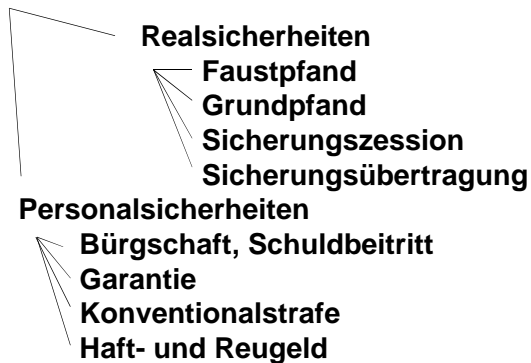 Realsicherheiten
Faustpfand
Grundpfand
Sicherungszession
Sicherungsübertragung
Personalsicherheiten
Bürgschaft, Schuldbeitritt
Garantie
Konventionalstrafe
Haft- und Reugeld